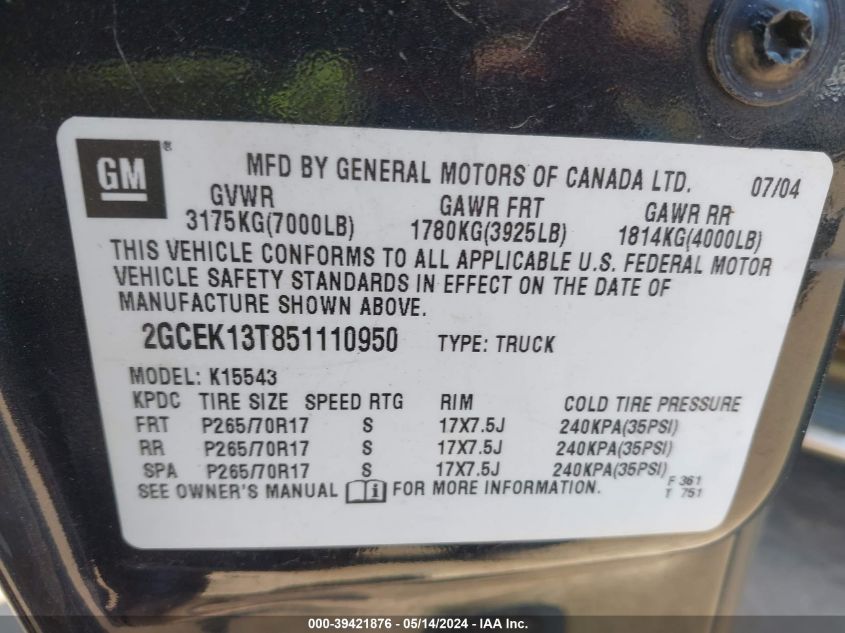 GM®
MFD BY GENERAL MOTORS OF CANADA LTD. 07/04
GVWR GAWR FRT GAWR RR
3175KG(7000LB) 1780KG(3925LB) 1814KG(4000LB)
THIS VEHICLE CONFORMS TO ALL APPLICABLE U.S. FEDERAL MOTOR
VEHICLE SAFETY STANDARDS IN EFFECT ON THE DATE OF
MANUFACTURE SHOWN ABOVE.
2GCEK13T851110950 TYPE: TRUCK
MODEL: K15543
KPDC TIRE SIZE SPEED RTG RIM COLD TIRE PRESSURE
FRT P265/70R17 S 17X7.5J 240KPA(35PSI)
RR P265/70R17 S 17X7.5J 240KPA(35PSI)
SPA P265/70R17 S 17X7.5J 240KPA(35PSI)
SEE OWNER'S MANUAL i FOR MORE INFORMATION. F 361
T 751
000-39421876 - 05/14/2024 - IAA Inc.